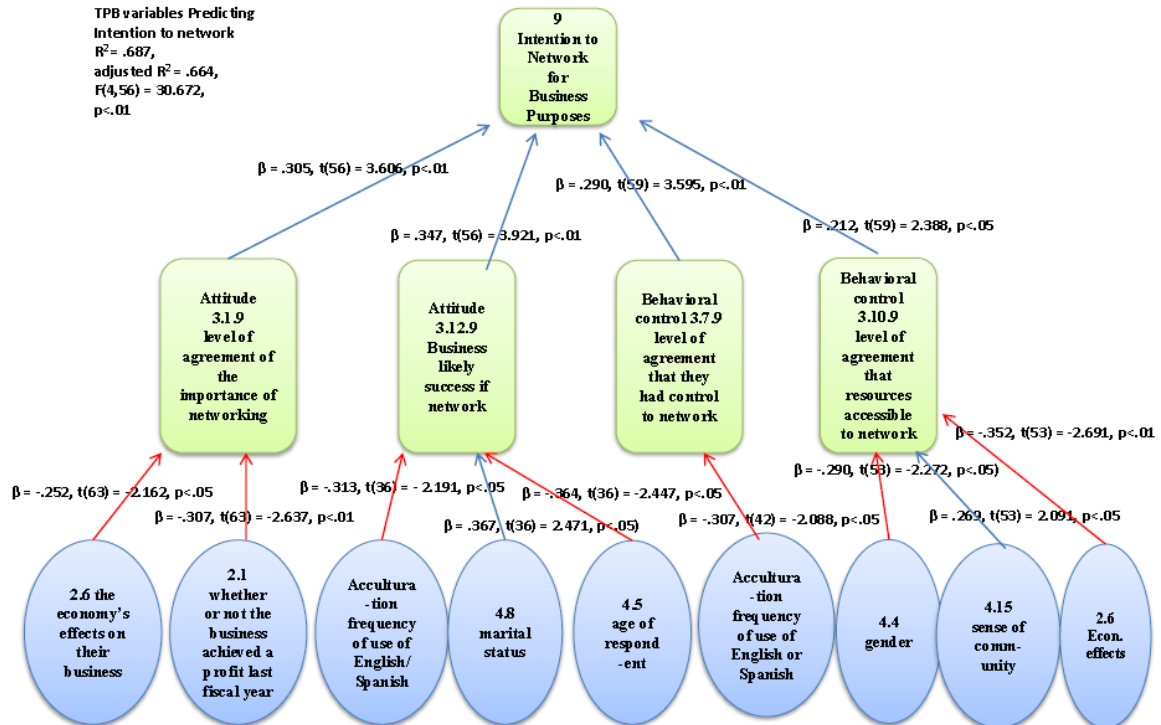 TPB variables Predicting
Intention to network
R² = .687,
adjusted R² = .664,
F(4,56) = 30.672,
p<.01
9
Intention to
Network
for
Business
Purposes
β = .305, t(56) = 3.606, p<.01
β = .290, t(59) = 3.595, p<.01
β = .347, t(56) = 3.921, p<.01
β = .212, t(59) = 2.388, p<.05
Attitude
3.1.9
level of
agreement of
the
importance of
networking
Attitude
3.12.9
Business
likely
success if
network
Behavioral
control 3.7.9
level of
agreement
that they
had control
to network
Behavioral
control
3.10.9
level of
agreement
that
resources
accessible
to network
β = -.352, t(53) = -2.691, p<.01
β = -.290, t(53) = -2.272, p<.05)
β = -.252, t(63) = -2.162, p<.05
β = -.313, t(36) = - 2.191, p<.05
β = -.364, t(36) = -2.447, p<.05
β = -.307, t(63) = -2.637, p<.01
β = .367, t(36) = 2.471, p<.05)
β = -.307, t(42) = -2.088, p<.05
β = .269, t(53) = 2.091, p<.05
2.6 the
economy's
effects on
their
business
2.1
whether
or not the
business
achieved a
profit last
fiscal year
Accultura
-tion
frequency
of use of
English/
Spanish
4.8
marital
status
4.5
age of
respond
-ent
Accultura
-tion
frequency
of use of
English or
Spanish
4.4
gender
4.15
sense of
comm-
unity
2.6
Econ.
effects